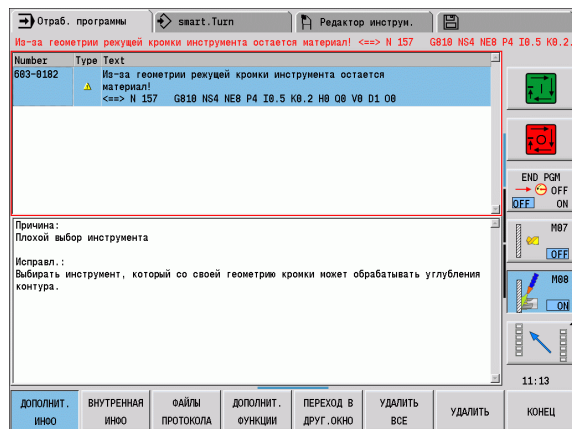 Отраб. программы
smart.Turn
Редактор инструм.
Из-за геометрии режущей кромки инструмента остается материал! <==> N 157 G810 NS4 NE8 P4 I0.5 K0.2
Number Type Text
603-0182 Из-за геометрии режущей кромки инструмента остается
материал!
<==> N 157 G810 NS4 NE8 P4 I0.5 K0.2 H0 Q0 V0 D1 O0
END PGM
OFF
OFF ON
M07
OFF
M08
ON
Причина:
Плохой выбор инструмента
Исправл.:
Выбирать инструмент, который со своей геометрию кромки может обрабатывать углубления
контура.
11:13
ДОПОЛНИТ.
ИНФО
ВНУТРЕННАЯ
ИНФО
ФАЙЛЫ
ПРОТОКОЛА
ДОПОЛНИТ.
ФУНКЦИИ
ПЕРЕХОД В
ДРУГ.ОКНО
УДАЛИТЬ
ВСЕ
УДАЛИТЬ
КОНЕЦ